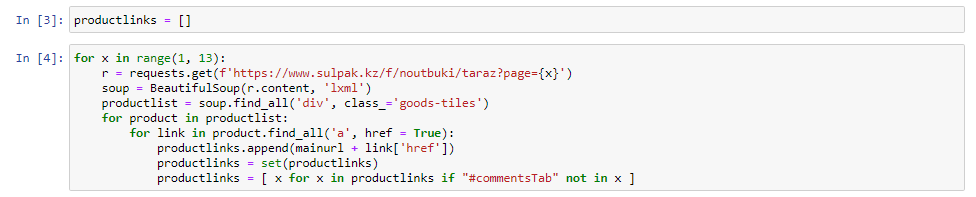 In [3]: productlinks = []
In [4]: for x in range(1, 13):
    r = requests.get(f'https://www.sulpak.kz/f/noutbuki/taraz?page={x}')
    soup = BeautifulSoup(r.content, 'lxml')
    productlist = soup.find_all('div', class_='goods-tiles')
    for product in productlist:
        for link in product.find_all('a', href = True):
            productlinks.append(mainurl + link['href'])
            productlinks = set(productlinks)
            productlinks = [ x for x in productlinks if "#commentsTab" not in x ]